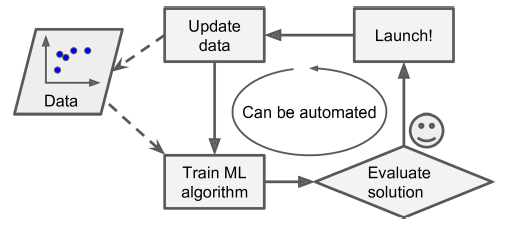 Update
data
Launch!
Data
Can be automated
Train ML
algorithm
Evaluate
solution